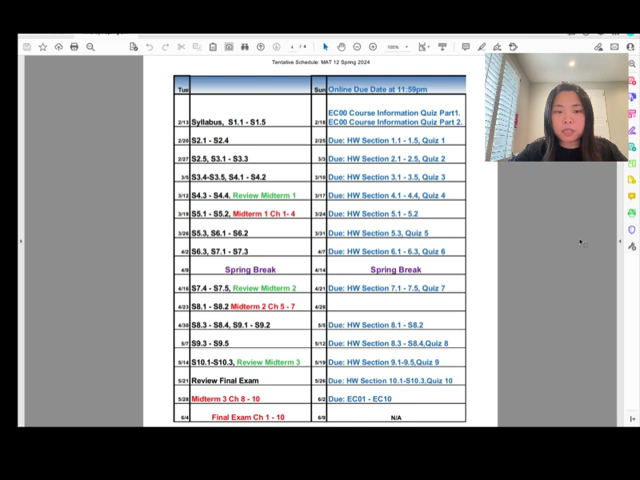 100%
Tentative Schedule: MAT 12 Spring 2024
Tue Sun Online Due Date at 11:59pm
2/13 Syllabus, S1.1 - S1.5 2/18 EC00 Course Information Quiz Part1.
EC00 Course Information Quiz Part 2.
2/20 S2.1 - S2.4 2/25 Due: HW Section 1.1 - 1.5, Quiz 1
2/27 S2.5, S3.1 - S3.3 3/3 Due: HW Section 2.1 - 2.5, Quiz 2
3/5 S3.4-S3.5, S4.1 - S4.2 3/10 Due: HW Section 3.1 - 3.5, Quiz 3
3/12 S4.3 - S4.4, Review Midterm 1 3/17 Due: HW Section 4.1 - 4.4, Quiz 4
3/19 S5.1 - S5.2, Midterm 1 Ch 1- 4 3/24 Due: HW Section 5.1 - 5.2
3/26 S5.3, S6.1 - S6.2 3/31 Due: HW Section 5.3, Quiz 5
4/2 S6.3, S7.1 - S7.3 4/7 Due: HW Section 6.1 - 6.3, Quiz 6
4/9 Spring Break 4/14 Spring Break
4/16 S7.4 - S7.5, Review Midterm 2 4/21 Due: HW Section 7.1 - 7.5, Quiz 7
4/23 S8.1 - S8.2 Midterm 2 Ch 5 - 7 4/28
4/30 S8.3 - S8.4, S9.1 - S9.2 5/5 Due: HW Section 8.1 - S8.2
5/7 S9.3 - S9.5 5/12 Due: HW Section 8.3 - S8.4,Quiz 8
5/14 S10.1-S10.3, Review Midterm 3 5/19 Due: HW Section 9.1-9.5,Quiz 9
5/21 Review Final Exam 5/26 Due: HW Section 10.1-S10.3,Quiz 10
5/28 Midterm 3 Ch 8 - 10 6/2 Due: EC01 - EC10
6/4 Final Exam Ch 1 - 10 6/9 N/A